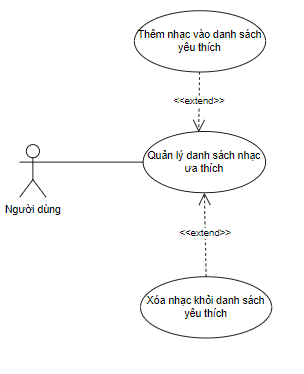 Thêm nhạc vào danh sách
yêu thích
<<extend>>
Quản lý danh sách nhạc
ưa thích
Người dùng
<<extend>>
Xóa nhạc khỏi danh sách
yêu thích